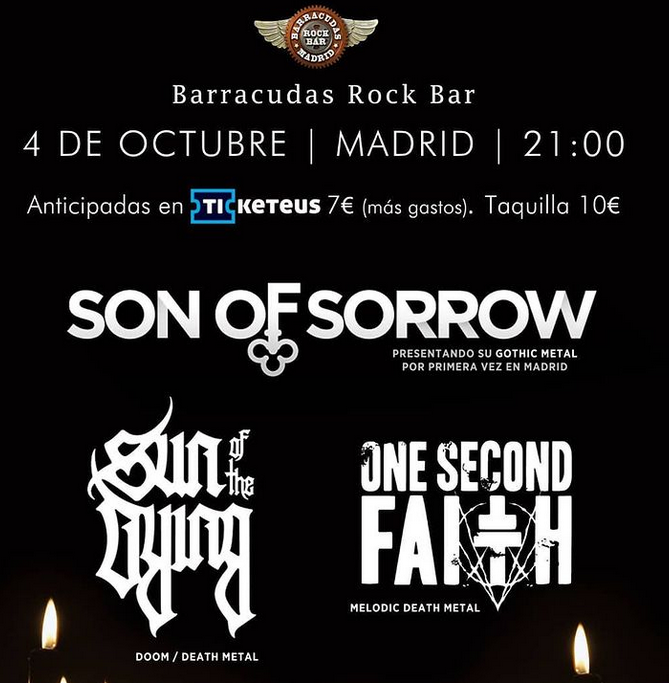 BARRACUDAS
ROCK
BAR
MADRID
Barracudas Rock Bar
4 DE OCTUBRE | MADRID | 21:00
Anticipadas en TICKETEUS 7€ (más gastos). Taquilla 10€
SON OF SORROW
PRESENTANDO SU GOTHIC METAL
POR PRIMERA VEZ EN MADRID
Sun of the
Dying
DOOM / DEATH METAL
ONE SECOND
FAITH
MELODIC DEATH METAL